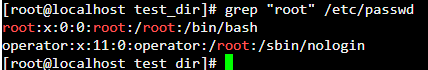 [root@localhost test_dir]# grep "root" /etc/passwd
root:x:0:0:root:/root:/bin/bash
operator:x:11:0:operator:/root:/sbin/nologin
[root@localhost test_dir]#